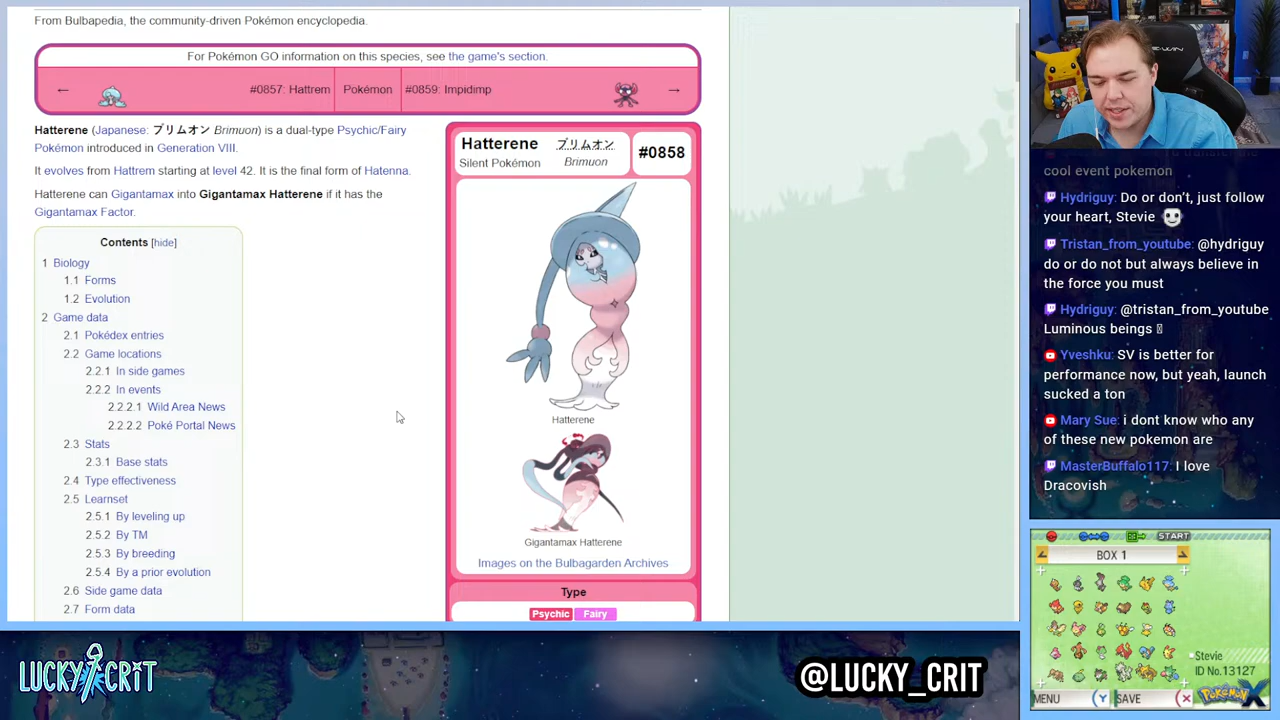 From Bulbapedia, the community-driven Pokémon encyclopedia.
For Pokémon GO information on this species, see the game's section.
← #0857: Hattrem Pokémon #0859: Impidimp →
Hatterene (Japanese: ブリムオン Brimuon) is a dual-type Psychic/Fairy
Pokémon introduced in Generation VIII.
It evolves from Hattrem starting at level 42. It is the final form of Hatenna.
Hatterene can Gigantamax into Gigantamax Hatterene if it has the
Gigantamax Factor.
Contents [hide]
1 Biology
1.1 Forms
1.2 Evolution
2 Game data
2.1 Pokédex entries
2.2 Game locations
2.2.1 In side games
2.2.2 In events
2.2.2.1 Wild Area News
2.2.2.2 Poké Portal News
2.3 Stats
2.3.1 Base stats
2.4 Type effectiveness
2.5 Learnset
2.5.1 By leveling up
2.5.2 By TM
2.5.3 By breeding
2.5.4 By a prior evolution
2.6 Side game data
2.7 Form data
Hatterene ブリムオン #0858
Silent Pokémon Brimuon
Hatterene
Gigantamax Hatterene
Images on the Bulbagarden Archives
Type
Psychic Fairy
cool event pokemon
Hydriguy: Do or don't, just follow
your heart, Stevie
Tristan_from_youtube: @hydriguy
do or do not but always believe in
the force you must
Hydriguy: @tristan_from_youtube
Luminous beings
Yveshku: SV is better for
performance now, but yeah, launch
sucked a ton
Mary Sue: i dont know who any
of these new pokemon are
MasterBuffalo117: I love
Dracovish
START
BOX 1
Stevie
ID No.13127
MENU Y SAVE X
Pokémon X
LUCKY CRIT
@LUCKY_CRIT